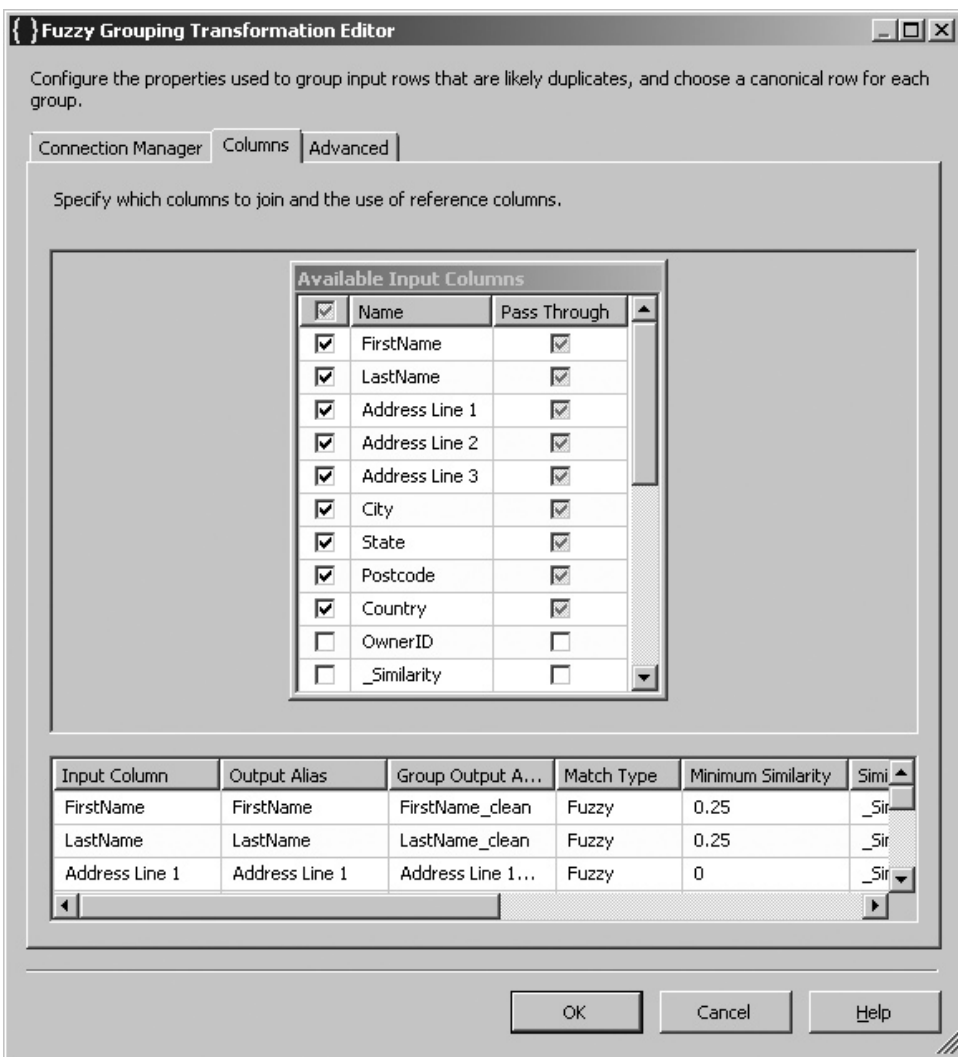 { } Fuzzy Grouping Transformation Editor
Configure the properties used to group input rows that are likely duplicates, and choose a canonical row for each
group.
Connection Manager Columns Advanced
Specify which columns to join and the use of reference columns.
Available Input Columns
Name Pass Through
FirstName
LastName
Address Line 1
Address Line 2
Address Line 3
City
State
Postcode
Country
OwnerID
_Similarity
Input Column Output Alias Group Output A... Match Type Minimum Similarity Simi
FirstName FirstName FirstName_clean Fuzzy 0.25 _Sir
LastName LastName LastName_clean Fuzzy 0.25 _Sir
Address Line 1 Address Line 1 Address Line 1... Fuzzy 0 _Sir
OK Cancel Help